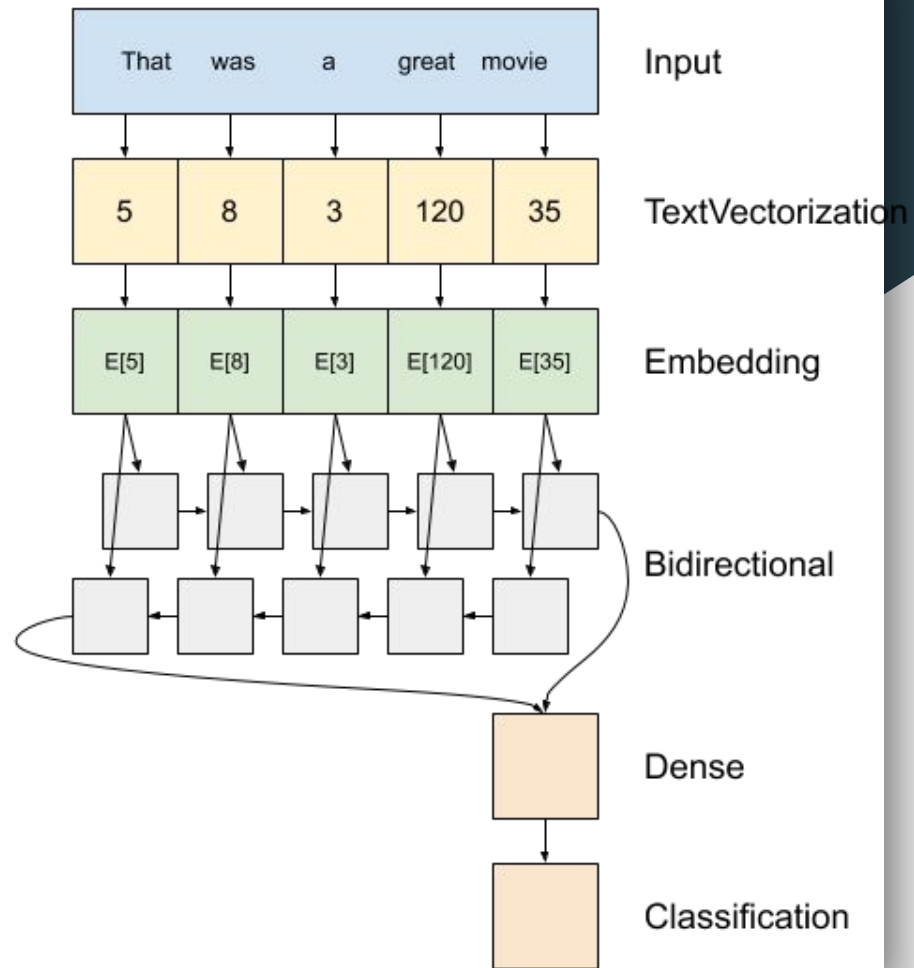 That was a great movie
Input
5 8 3 120 35
TextVectorization
E[5] E[8] E[3] E[120] E[35]
Embedding
Bidirectional
Dense
Classification